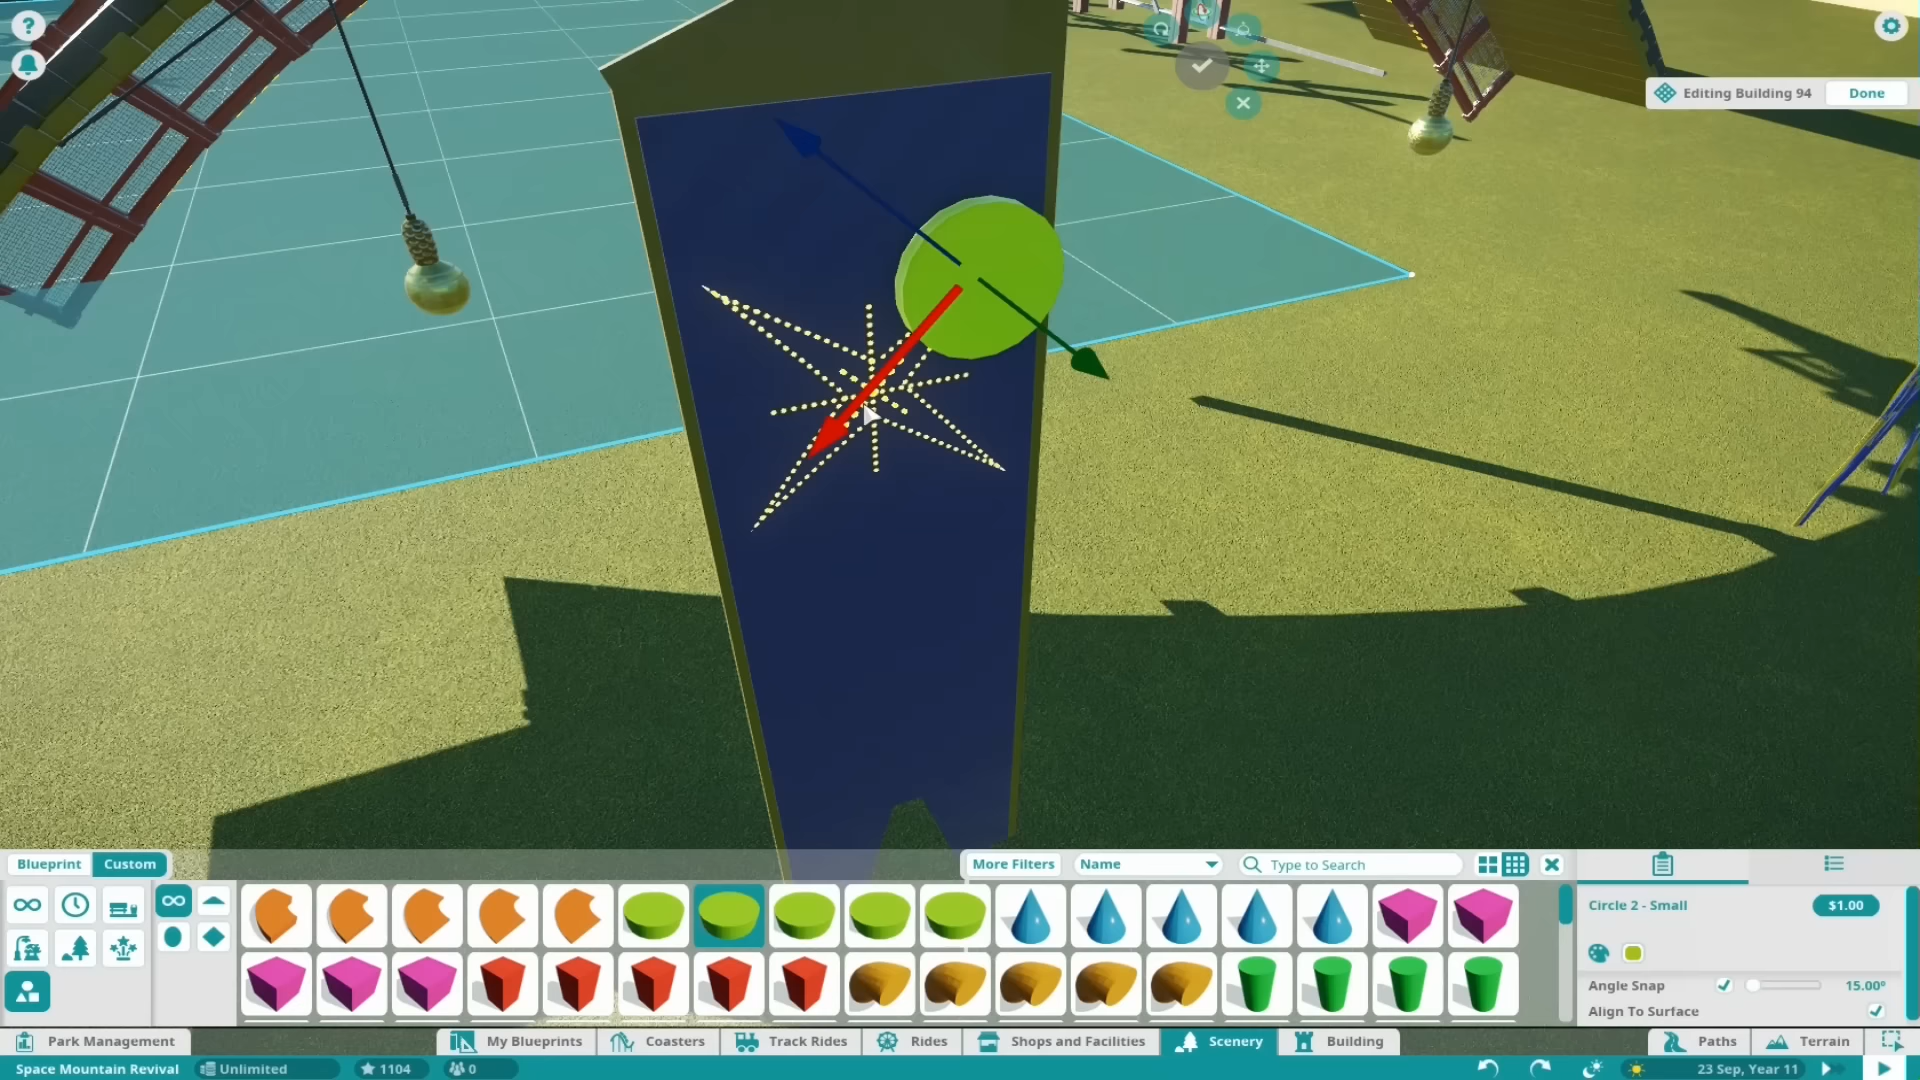 ?
Editing Building 94 Done
Blueprint Custom More Filters Name Type to Search
Circle 2 - Small $1.00
Angle Snap 15.00°
Align To Surface
Park Management My Blueprints Coasters Track Rides Rides Shops and Facilities Scenery Building Paths Terrain
Space Mountain Revival Unlimited 1104 0 23 Sep, Year 11